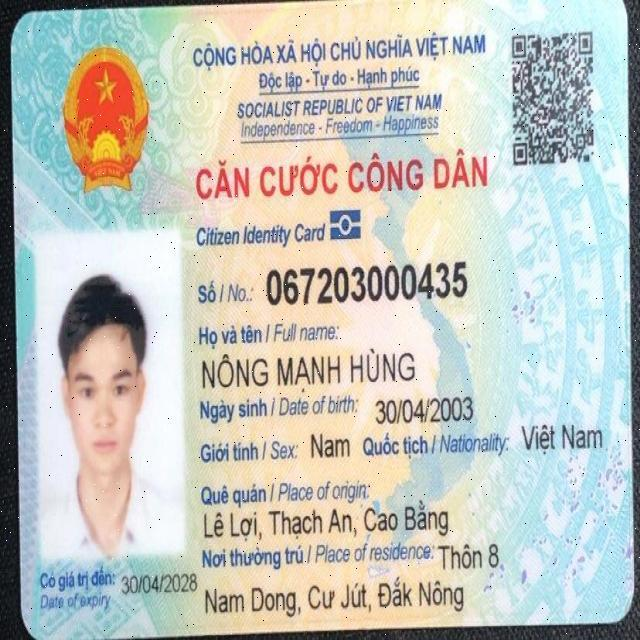 CỘNG HÒA XÃ HỘI CHỦ NGHĨA VIỆT NAM
Độc lập - Tự do - Hạnh phúc
SOCIALIST REPUBLIC OF VIET NAM
Independence - Freedom - Happiness
CĂN CƯỚC CÔNG DÂN
Citizen Identity Card
Số / No.: 067203000435
Họ và tên / Full name:
NÔNG MẠNH HÙNG
Ngày sinh / Date of birth: 30/04/2003
Giới tính / Sex: Nam Quốc tịch / Nationality: Việt Nam
Quê quán / Place of origin:
Lê Lợi, Thạch An, Cao Bằng
Nơi thường trú / Place of residence: Thôn 8
Nam Dong, Cư Jút, Đắk Nông
Có giá trị đến: 30/04/2028
Date of expiry